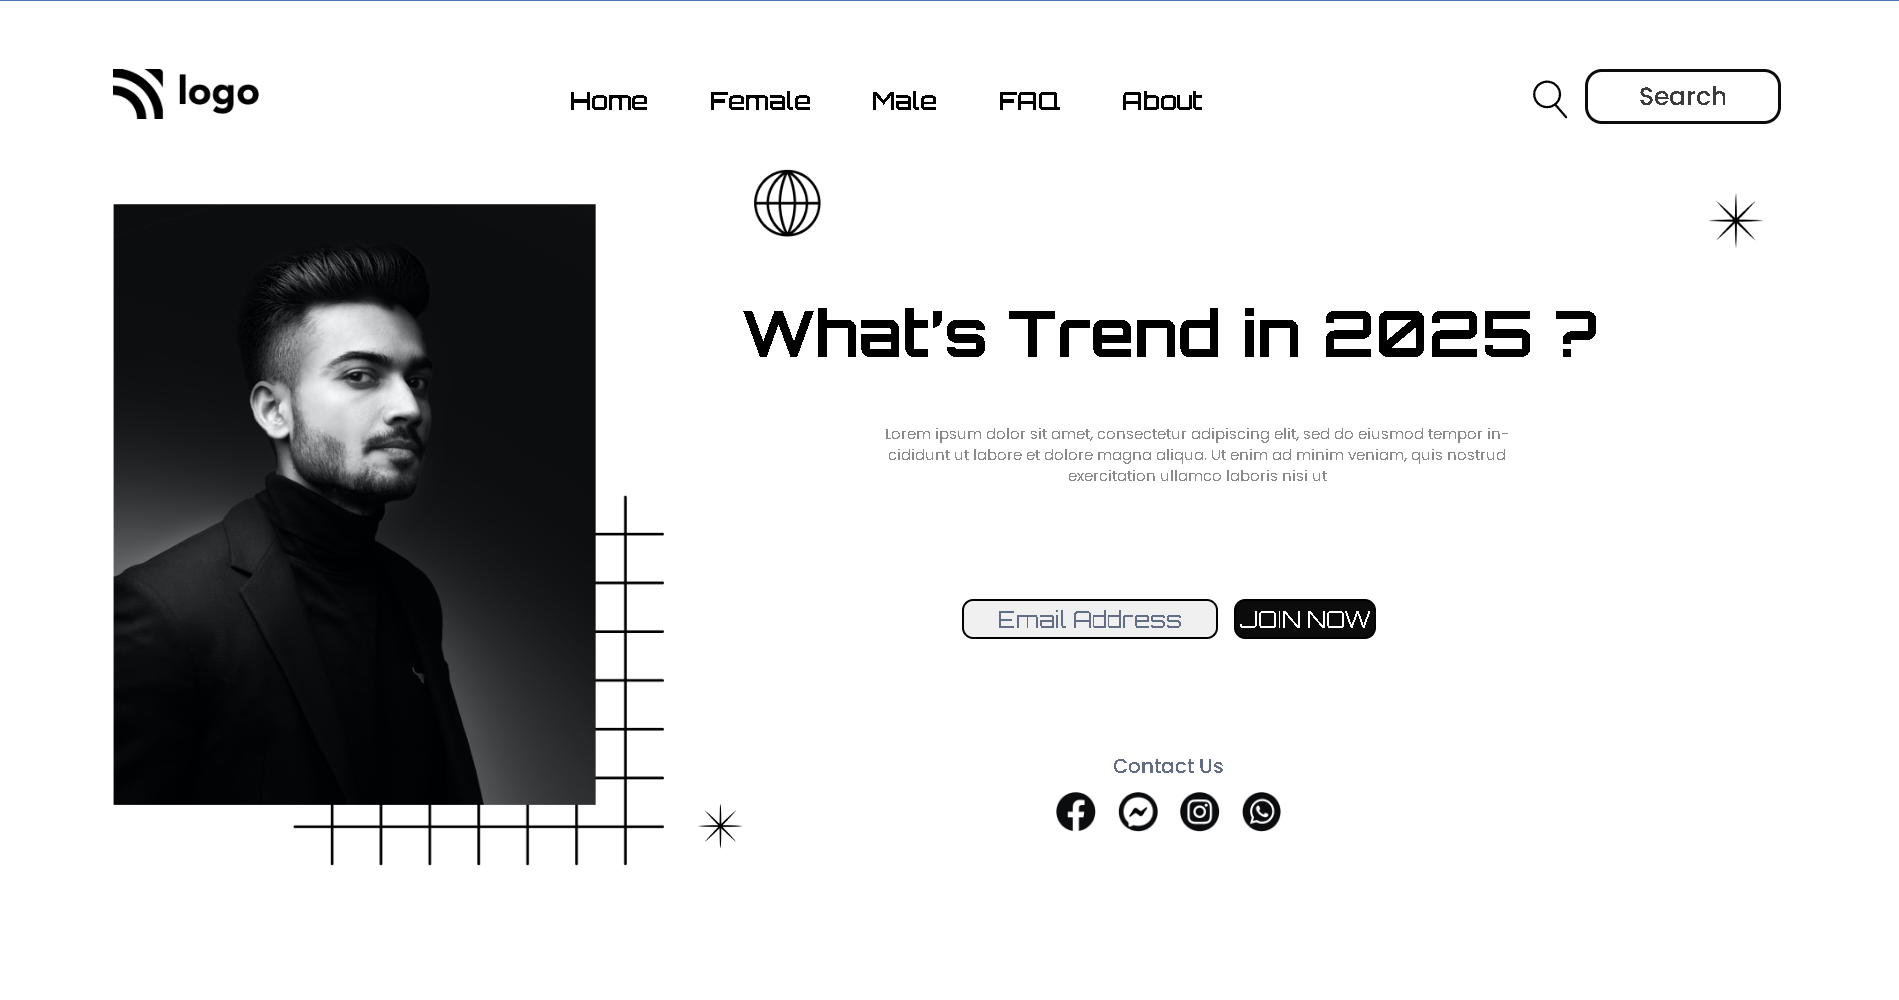 logo
Home Female Male FAQ About
Search
What's Trend in 2025 ?
Lorem ipsum dolor sit amet, consectetur adipiscing elit, sed do eiusmod tempor in-
cididunt ut labore et dolore magna aliqua. Ut enim ad minim veniam, quis nostrud
exercitation ullamco laboris nisi ut
Email Address JOIN NOW
Contact Us